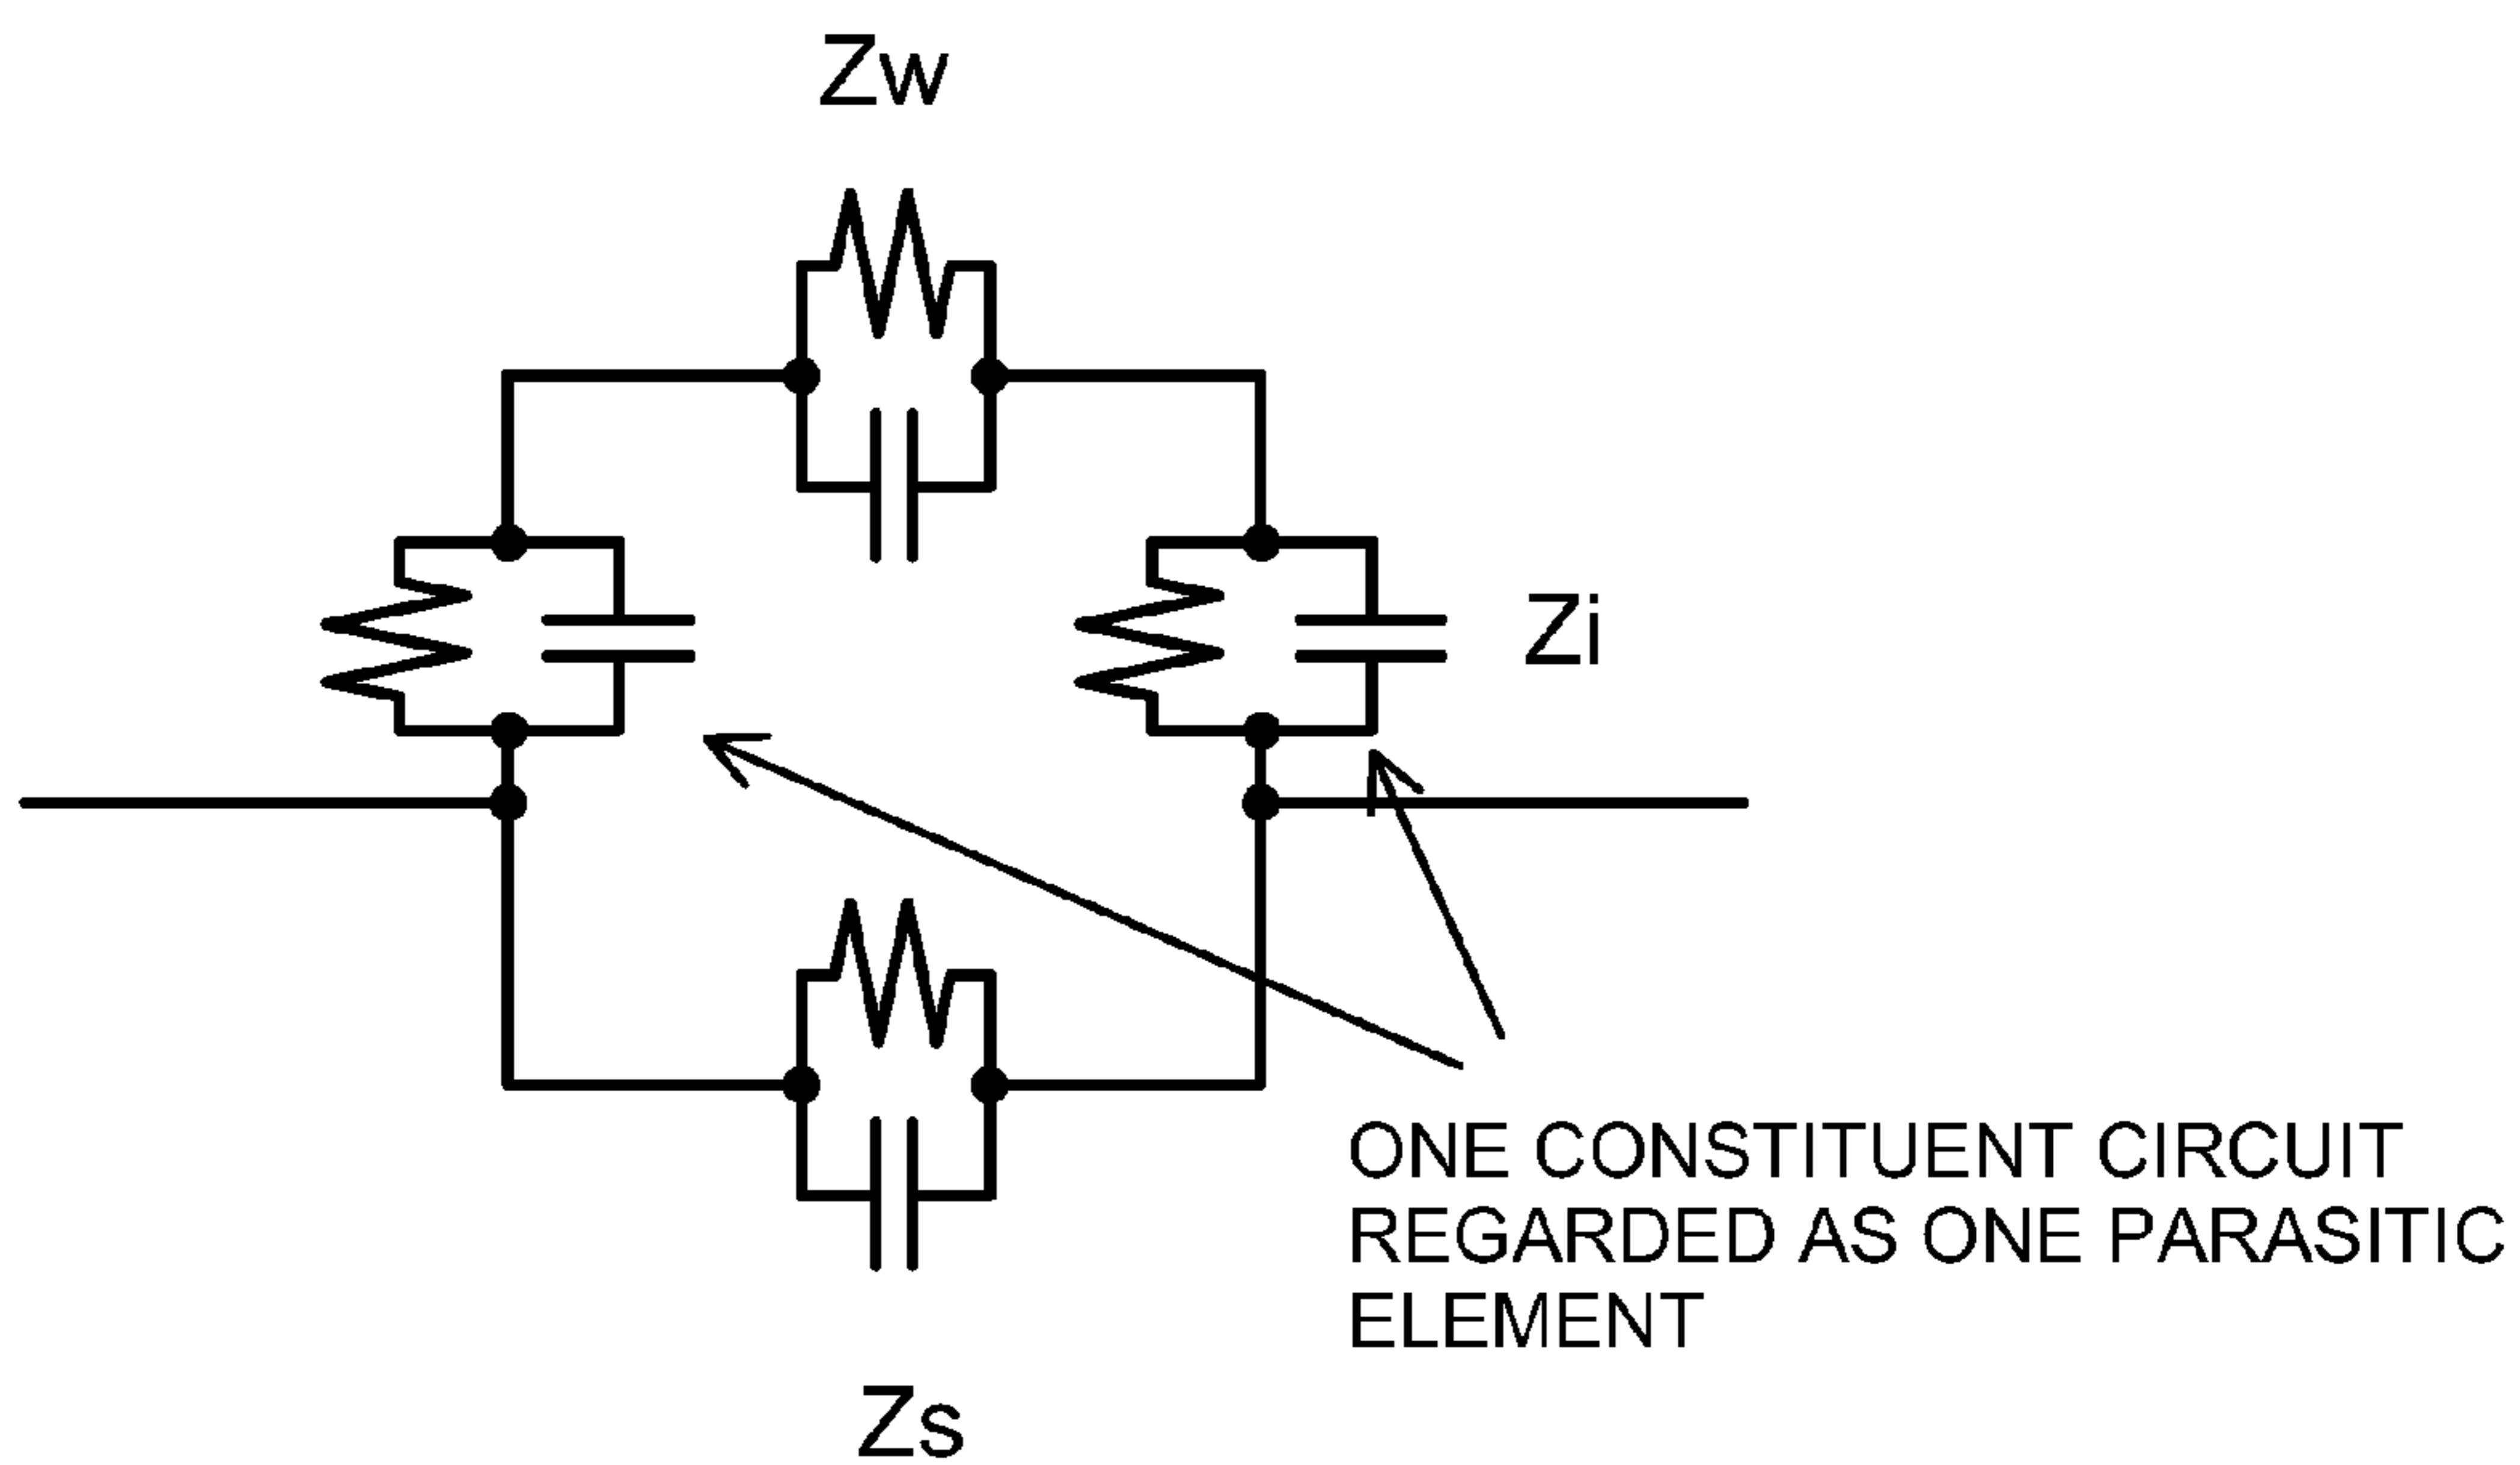 Zw
Zi
ONE CONSTITUENT CIRCUIT
REGARDED AS ONE PARASITIC
ELEMENT
Zs